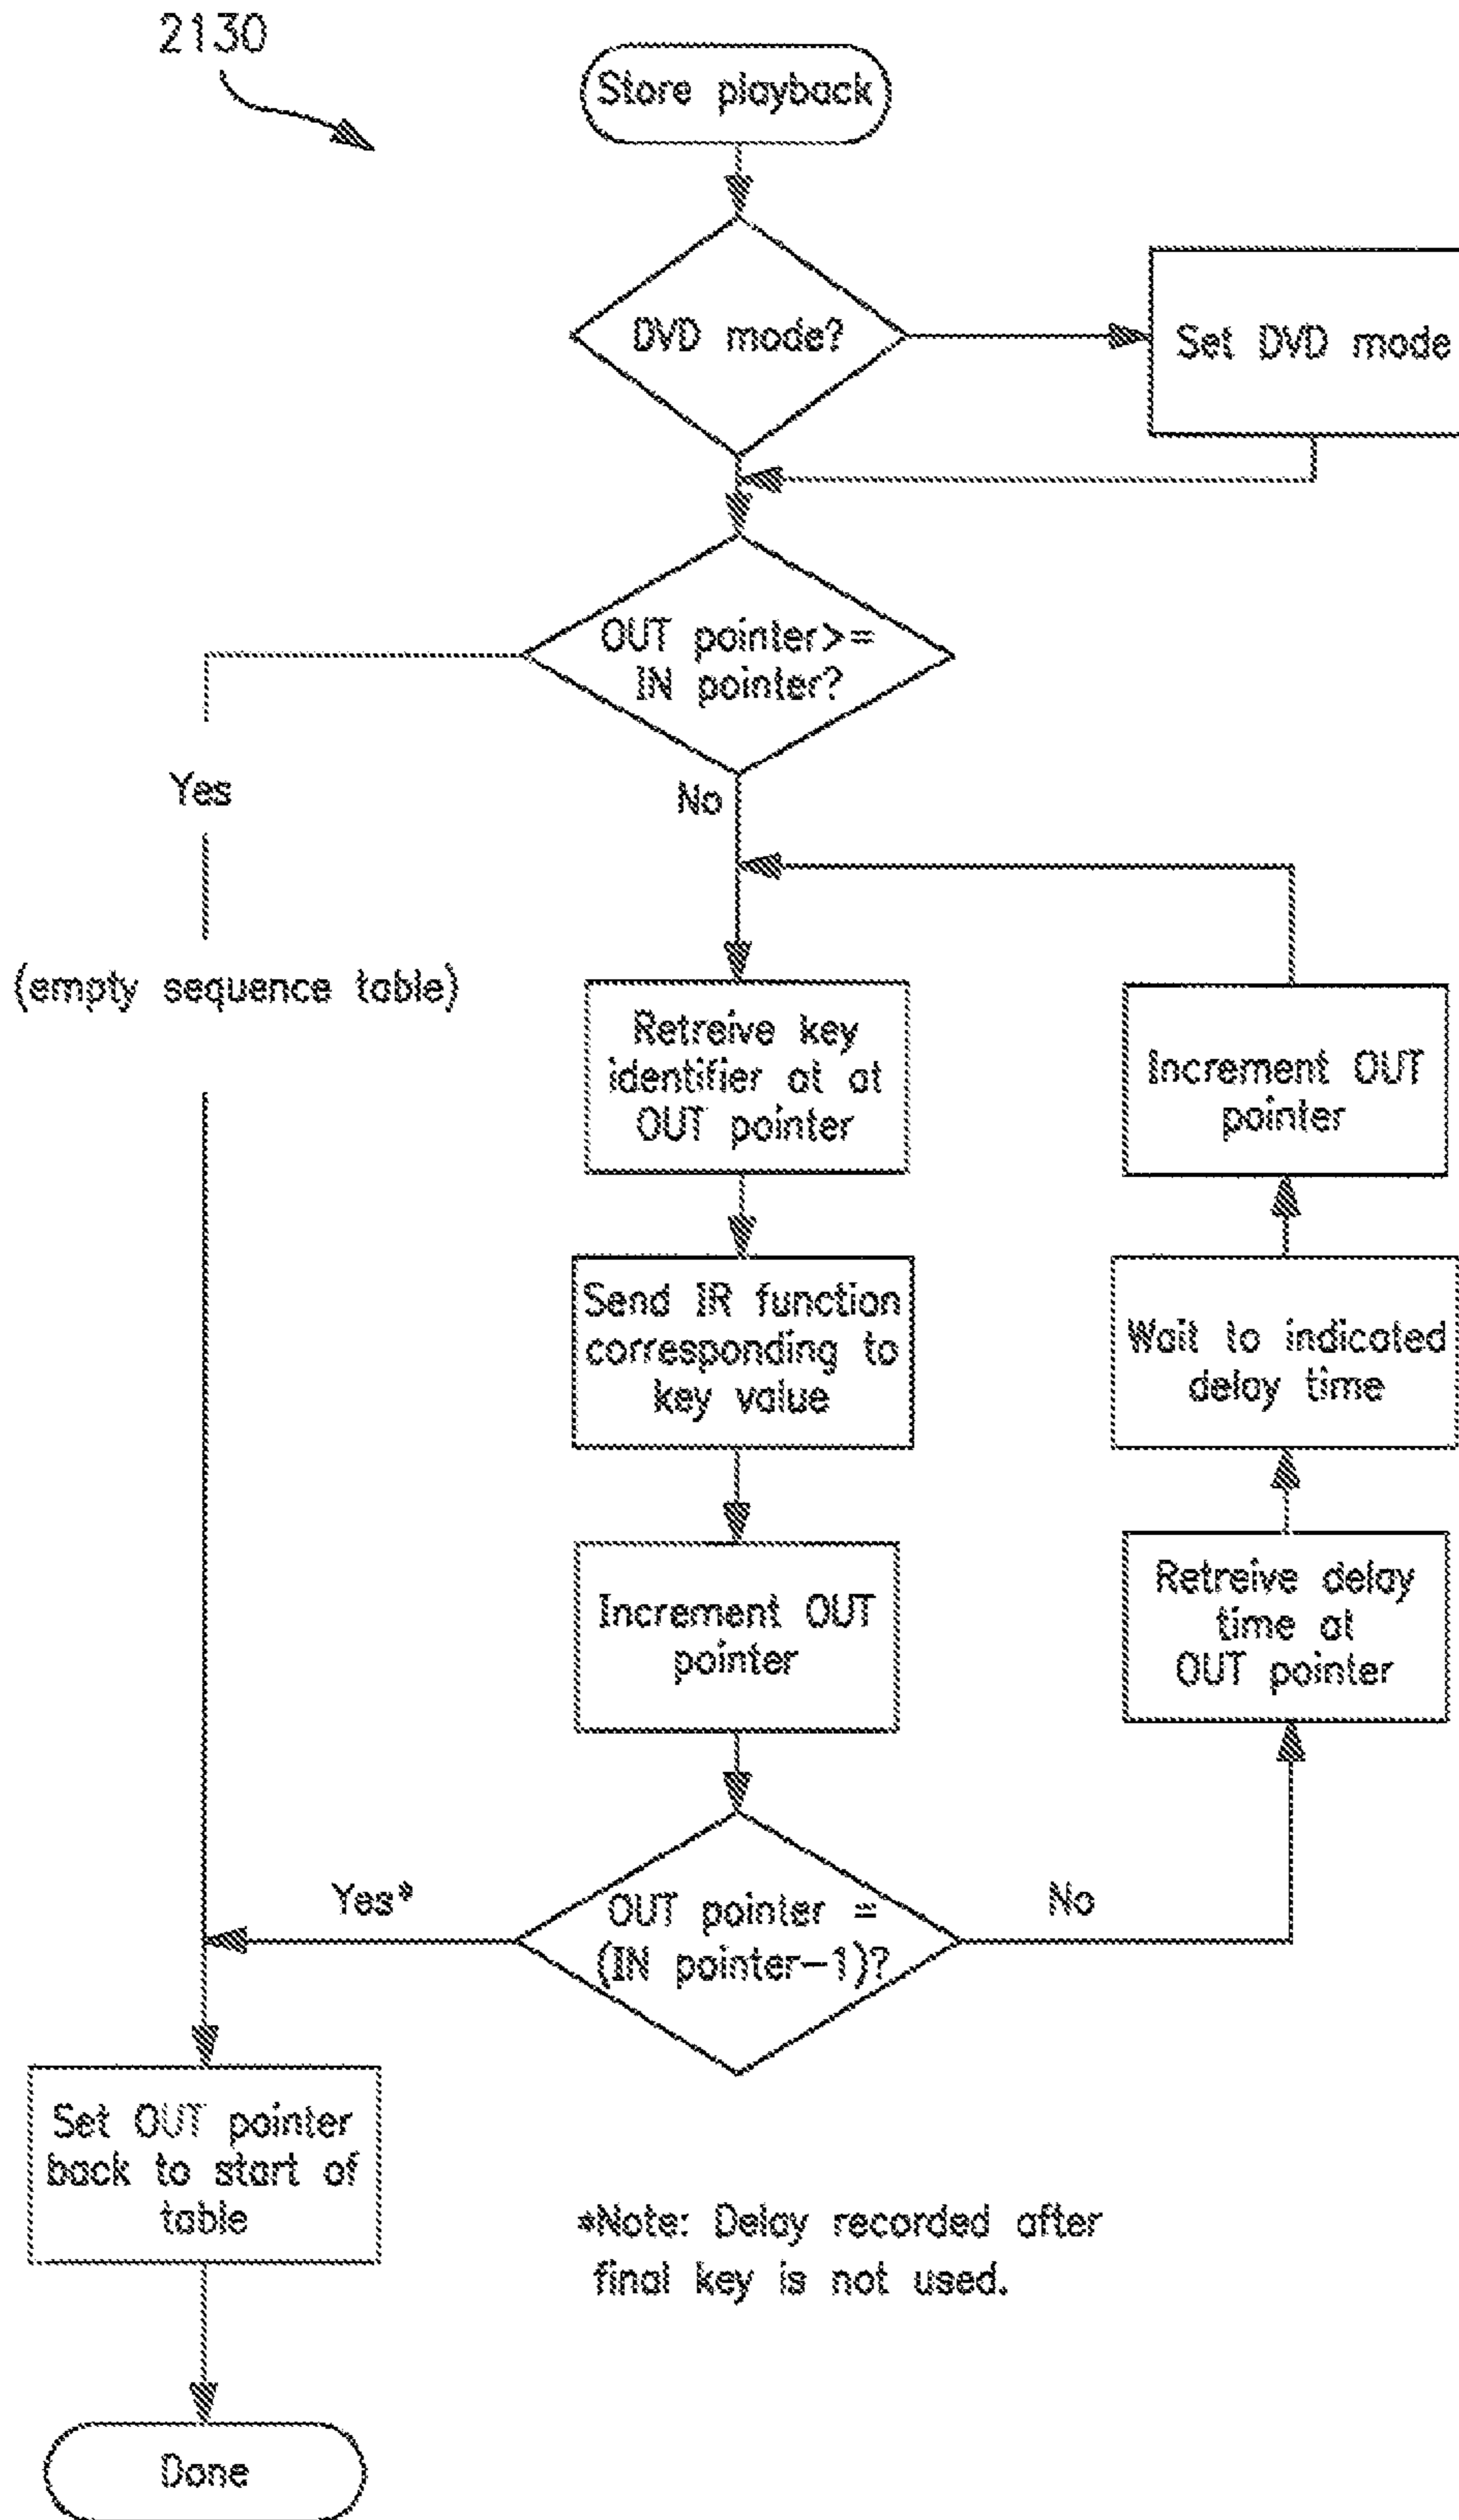 2130
Store playback
DVD mode?
Set DVD mode
OUT pointer>=
IN pointer?
Yes
No
(empty sequence table)
Retreive key
identifier at at
OUT pointer
Increment OUT
pointer
Send IR function
corresponding to
key value
Wait to indicated
delay time
Increment OUT
pointer
Retreive delay
time at
OUT pointer
Yes*
OUT pointer =
(IN pointer-1)?
No
Set OUT pointer
back to start of
table
*Note: Delay recorded after
final key is not used.
Done